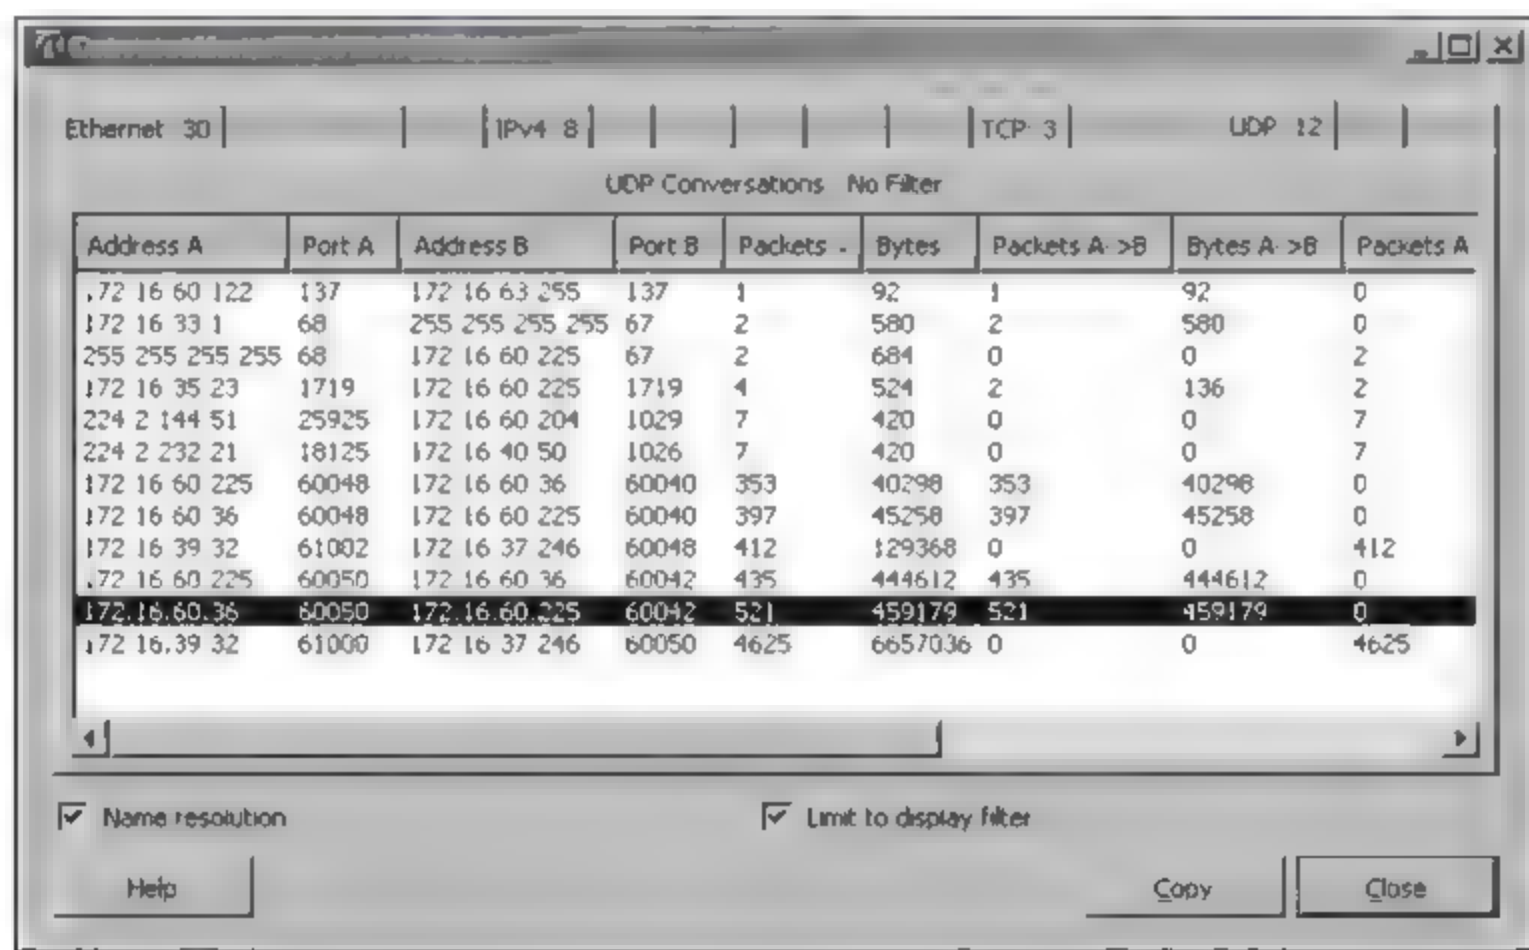 Ethernet 30 IPv4 8 TCP 3 UDP 12
UDP Conversations No Filter
Address A Port A Address B Port B Packets Bytes Packets A->B Bytes A->B Packets A
172 16 60 122 137 172 16 63 255 137 1 92 1 92 0
172 16 33 1 68 255 255 255 255 67 2 580 2 580 0
255 255 255 255 68 172 16 60 225 67 2 684 0 0 2
172 16 35 23 1719 172 16 60 225 1719 4 524 2 136 2
224 2 144 51 25925 172 16 60 204 1029 7 420 0 0 7
224 2 232 21 18125 172 16 40 50 1026 7 420 0 0 7
172 16 60 225 60048 172 16 60 36 60040 353 40298 353 40298 0
172 16 60 36 60048 172 16 60 225 60040 397 45258 397 45258 0
172 16 39 32 61002 172 16 37 246 60048 412 129368 0 0 412
172 16 60 225 60050 172 16 60 36 60042 435 444612 435 444612 0
172.16.60.36 60050 172.16.60.225 60042 521 459179 521 459179 0
172 16.39 32 61000 172 16 37 246 60050 4625 6657036 0 0 4625
Name resolution Limit to display filter
Help Copy Close